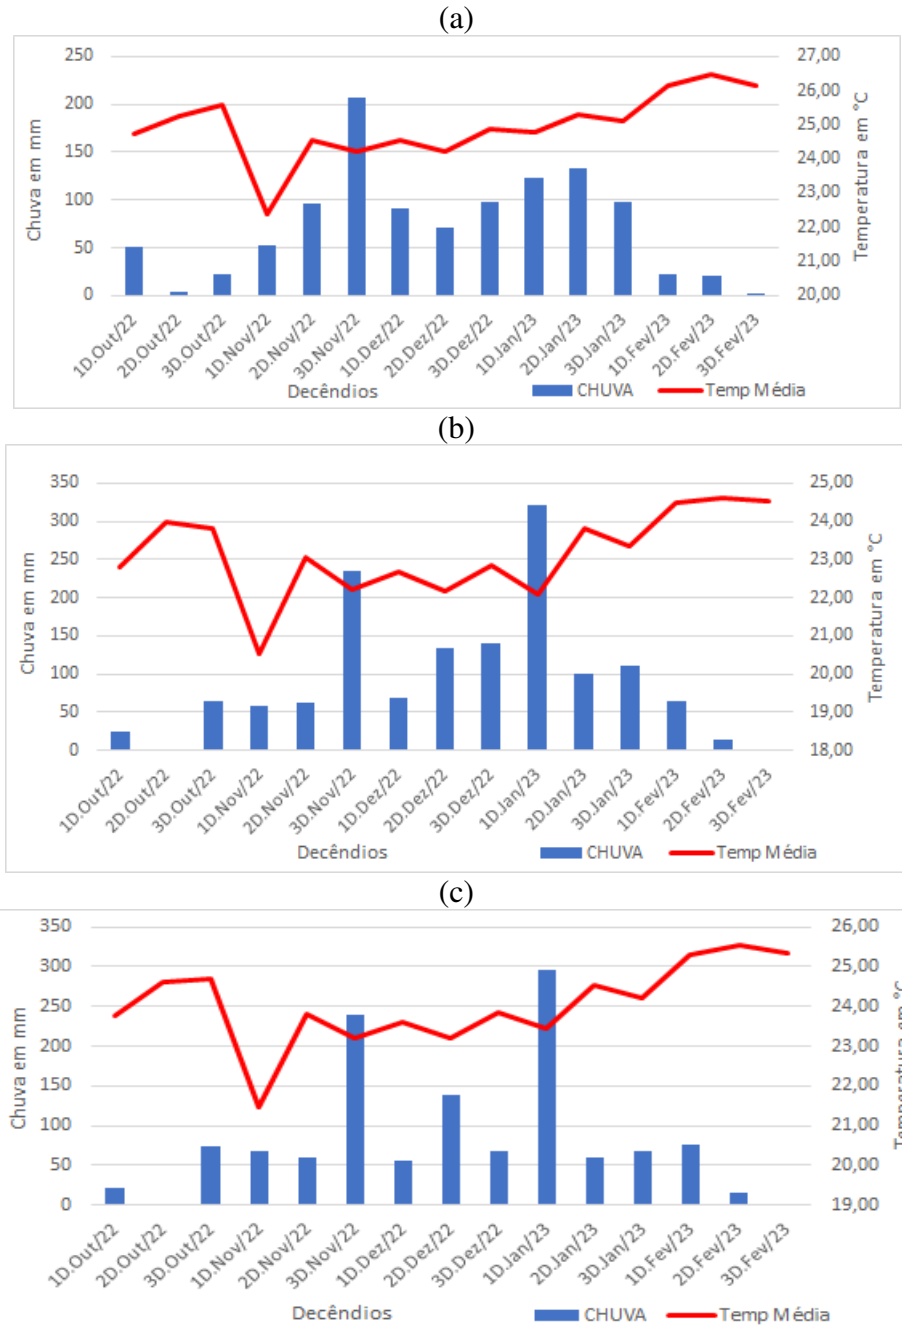 (a)
250
200
150
100
50
0
Chuva em mm
27,00
26,00
25,00
24,00
23,00
22,00
21,00
20,00
Temperatura em °C
1D.Out/22
2D.Out/22
3D.Out/22
1D.Nov/22
2D.Nov/22
3D.Nov/22
1D.Dez/22
2D.Dez/22
3D.Dez/22
1D.Jan/23
2D.Jan/23
3D.Jan/23
1D.Fev/23
2D.Fev/23
3D.Fev/23
Decêndios
CHUVA
Temp Média
(b)
350
300
250
200
150
100
50
0
Chuva em mm
25,00
24,00
23,00
22,00
21,00
20,00
19,00
18,00
Temperatura em °C
1D.Out/22
2D.Out/22
3D.Out/22
1D.Nov/22
2D.Nov/22
3D.Nov/22
1D.Dez/22
2D.Dez/22
3D.Dez/22
1D.Jan/23
2D.Jan/23
3D.Jan/23
1D.Fev/23
2D.Fev/23
3D.Fev/23
Decêndios
CHUVA
Temp Média
(c)
350
300
250
200
150
100
50
0
Chuva em mm
26,00
25,00
24,00
23,00
22,00
21,00
20,00
19,00
Temperatura em °C
1D.Out/22
2D.Out/22
3D.Out/22
1D.Nov/22
2D.Nov/22
3D.Nov/22
1D.Dez/22
2D.Dez/22
3D.Dez/22
1D.Jan/23
2D.Jan/23
3D.Jan/23
1D.Fev/23
2D.Fev/23
3D.Fev/23
Decêndios
CHUVA
Temp Média